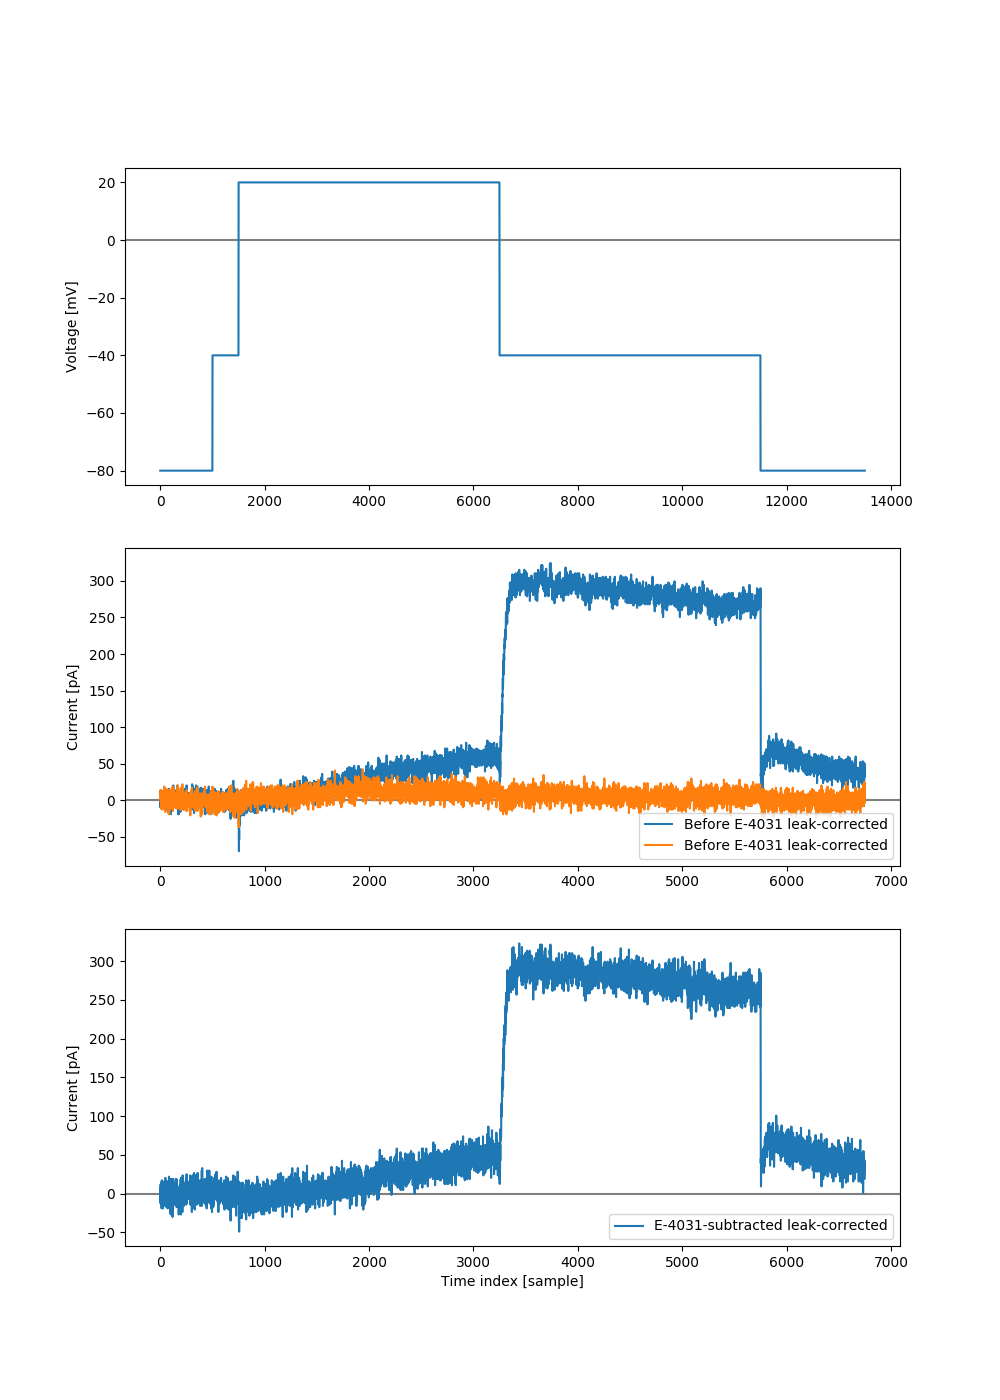 20
0
−20
−40
−60
−80
Voltage [mV]
0 2000 4000 6000 8000 10000 12000 14000
300
250
200
150
100
50
0
−50
Current [pA]
Before E-4031 leak-corrected
Before E-4031 leak-corrected
0 1000 2000 3000 4000 5000 6000 7000
300
250
200
150
100
50
0
−50
Current [pA]
E-4031-subtracted leak-corrected
0 1000 2000 3000 4000 5000 6000 7000
Time index [sample]